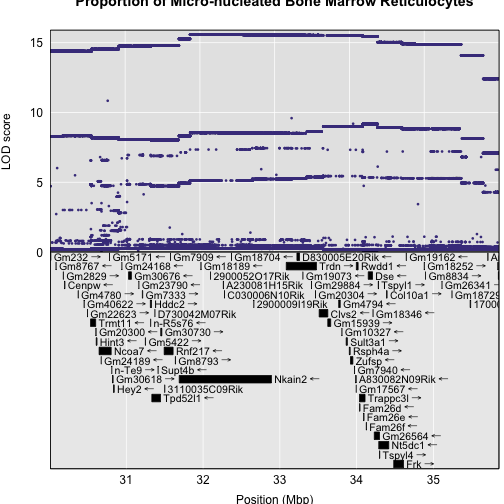 Proportion of Micro-nucleated Bone Marrow Reticulocytes
15
10
5
0
LOD score
Gm232 → Gm5171 ← Gm7909 ← Gm18704 ← D830005E20Rik ← Gm19162 ←
Gm8767 ← Gm24168 ← Gm18189 ← Trdn → Rwdd1 ← Gm18252 ←
Gm2829 → Gm30676 ← 2900052O17Rik Gm19073 ← Dse ← Gm8834 →
Cenpw ← Gm23790 ← A230081H15Rik Gm29884 → Tspyl1 ← Gm26341
Gm4780 → Gm7333 ← C030006N10Rik Gm20304 → Col10a1 ← Gm18729
Gm40622 → Hddc2 ← 2900009I19Rik Gm4794 ← 1700
Gm22623 → D730042M07Rik Clvs2 ← Gm18346 ←
Trmt11 ← n-R5s76 ← Gm15939 →
Gm20300 ← Gm30730 ← Gm10327 ←
Hint3 ← Gm5422 → Sult3a1 ←
Ncoa7 ← Rnf217 ← Rsph4a →
Gm24189 ← Gm8793 → Zufsp ←
n-Te9 → Supt4b ← Gm7940 ←
Gm30618 → Nkain2 ← A830082N09Rik ←
Hey2 ← 3110035C09Rik Gm17567 ←
Tpd52l1 ← Trappc3l →
Fam26d ←
Fam26e ←
Fam26f ←
Gm26564 ←
Nt5dc1 ←
Tspyl4 →
Frk →
31 32 33 34 35
Position (Mbp)